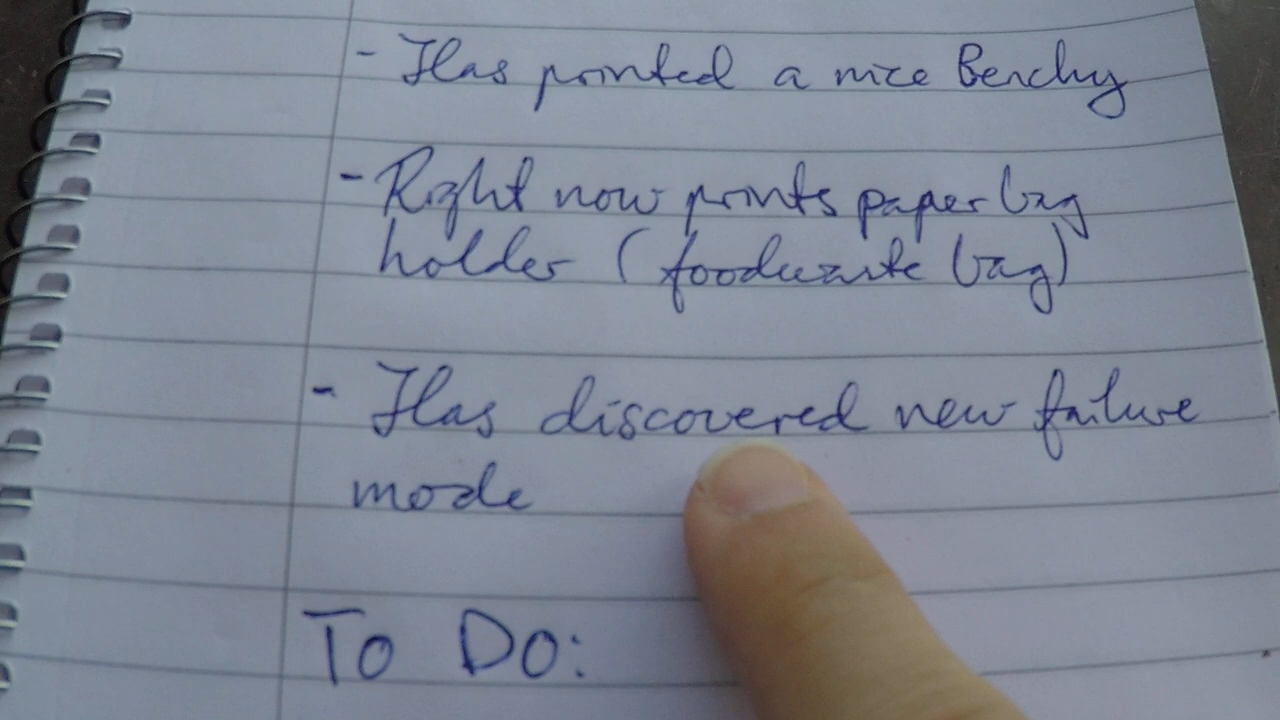 - Has printed a nice Benchy
- Right now prints paper bag
holder (foodwaste bag)
- Has discovered new failure
mode
To Do: